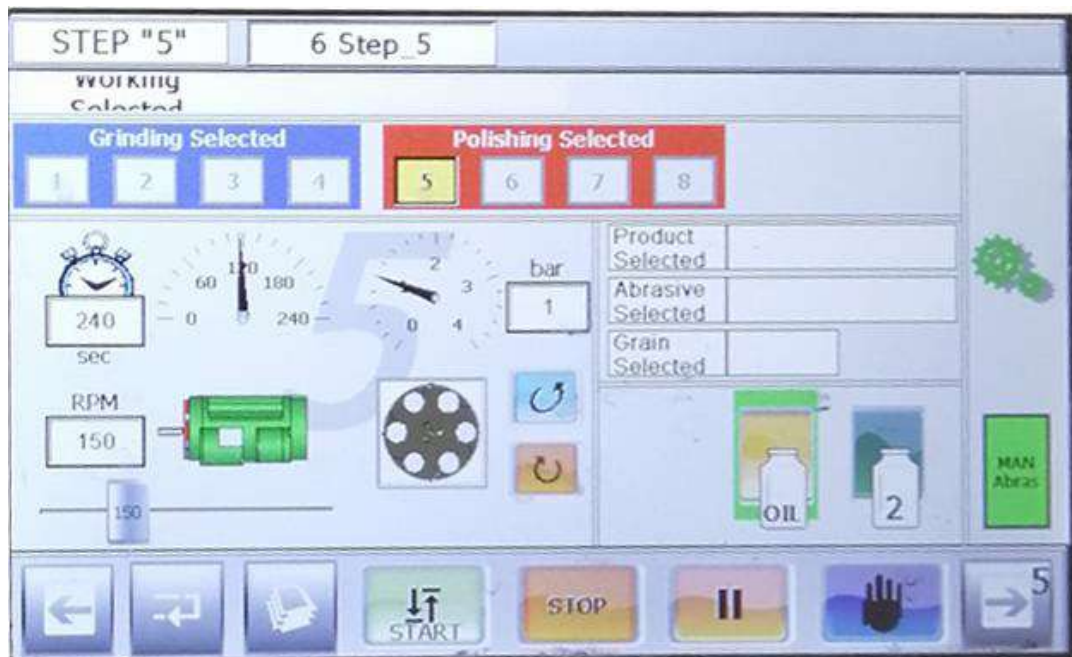 STEP "5"
6 Step_5
Working
Selected
Grinding Selected
1 2 3 4
Polishing Selected
5 6 7 8
240
sec
0 60 120 180 240
0 1 2 3 4
bar
1
Product
Selected
Abrasive
Selected
Grain
Selected
RPM
150
150
OIL
2
MAN
Abras
START
STOP
5